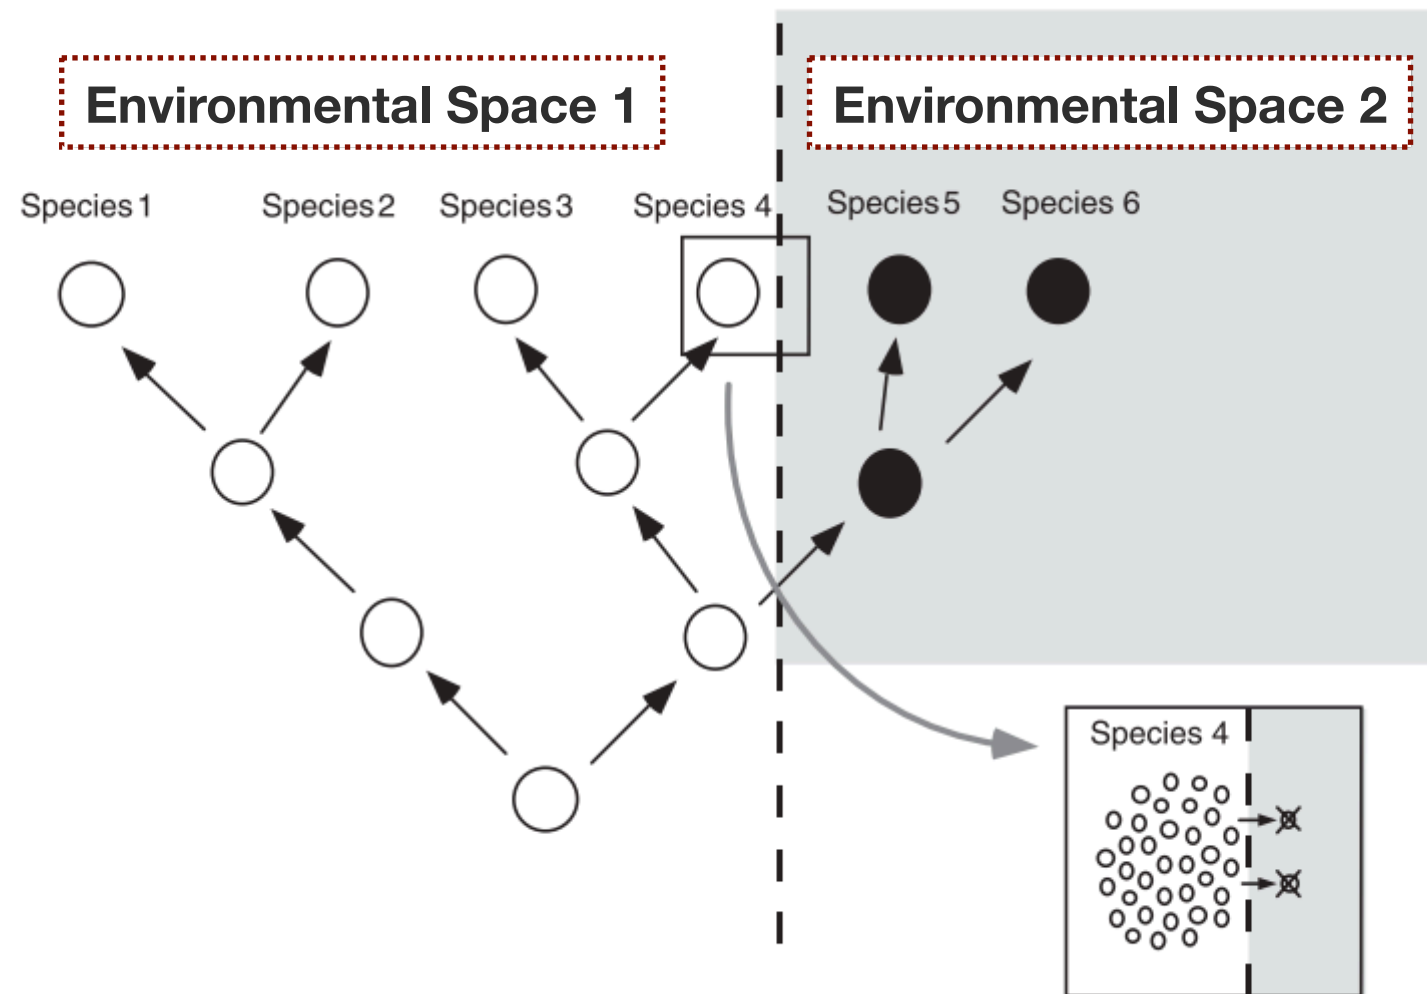 Environmental Space 1
Environmental Space 2
Species 1
Species 2
Species 3
Species 4
Species 5
Species 6
Species 4